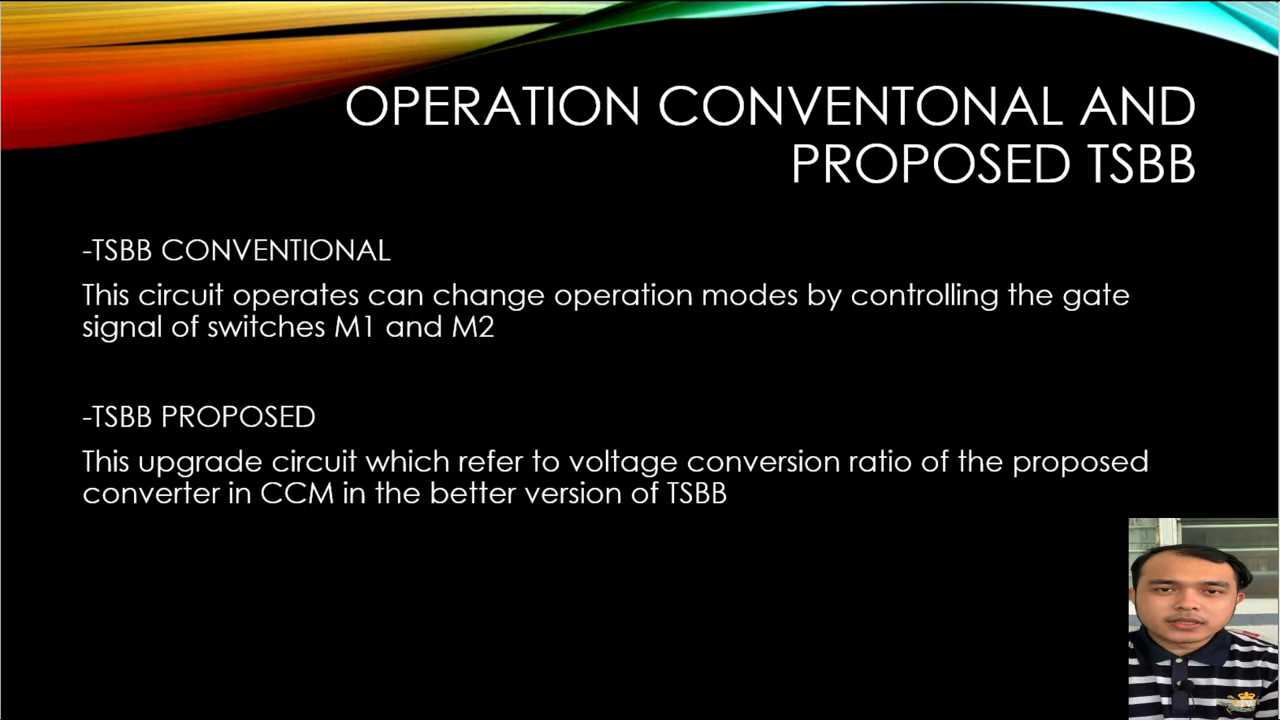 OPERATION CONVENTONAL AND
PROPOSED TSBB
-TSBB CONVENTIONAL
This circuit operates can change operation modes by controlling the gate
signal of switches M1 and M2
-TSBB PROPOSED
This upgrade circuit which refer to voltage conversion ratio of the proposed
converter in CCM in the better version of TSBB